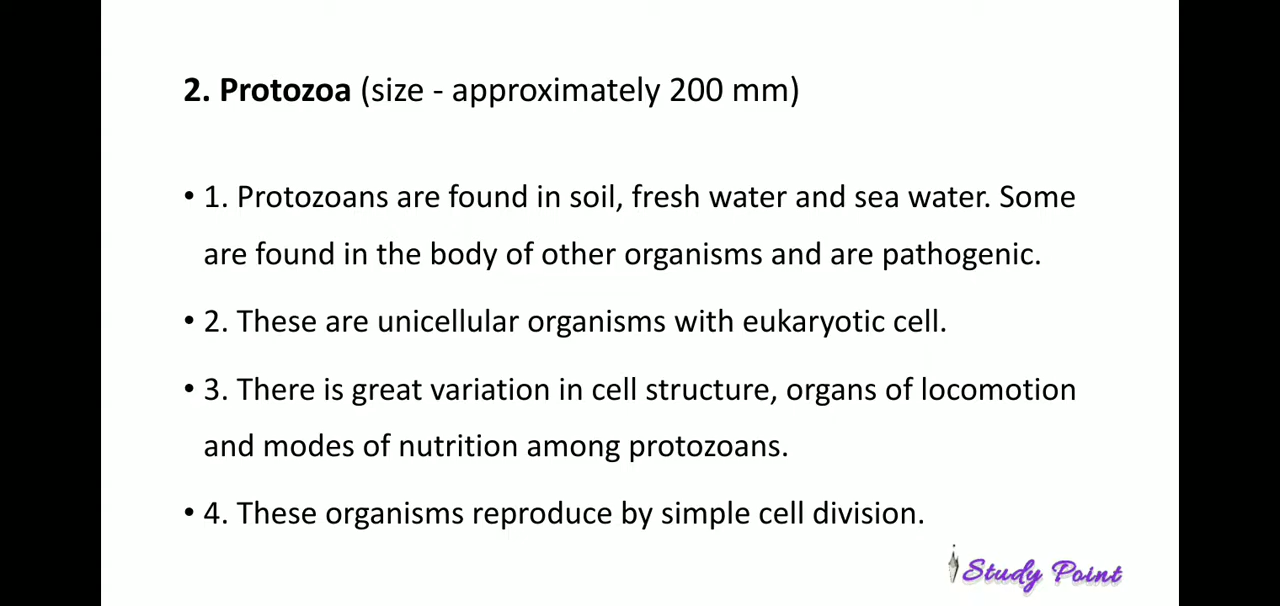 2. Protozoa (size - approximately 200 mm)
• 1. Protozoans are found in soil, fresh water and sea water. Some
are found in the body of other organisms and are pathogenic.
• 2. These are unicellular organisms with eukaryotic cell.
• 3. There is great variation in cell structure, organs of locomotion
and modes of nutrition among protozoans.
• 4. These organisms reproduce by simple cell division.
Study Point